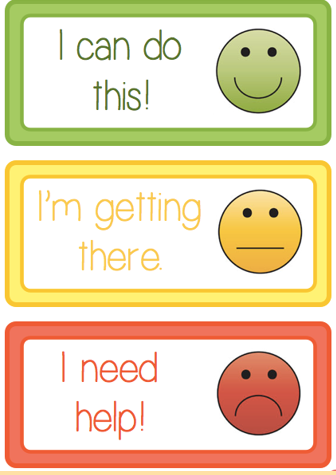 I can do
this!
I'm getting
there.
I need
help!